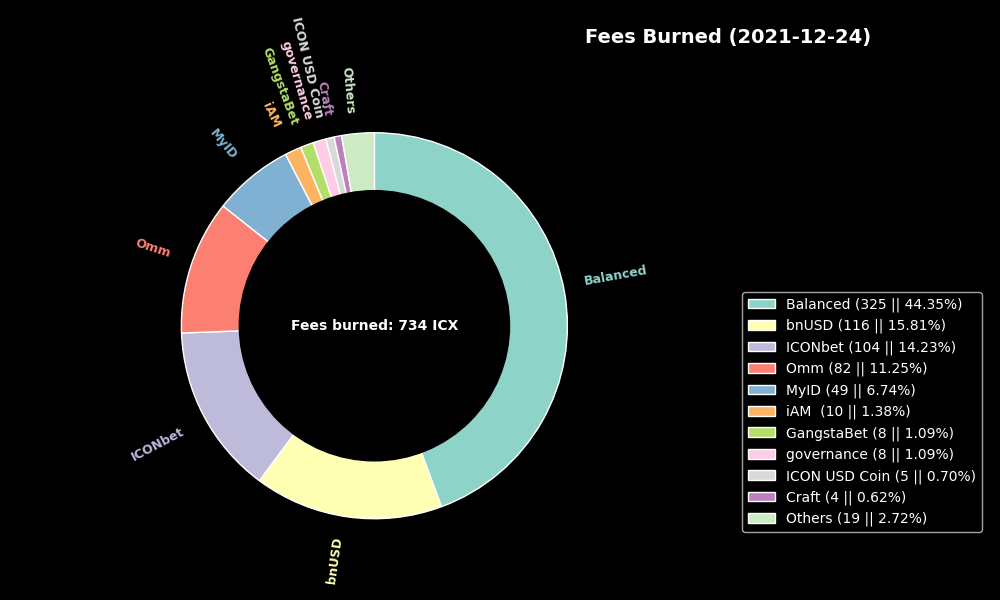 Fees Burned (2021-12-24)
ICON USD Coin
governance
GangstaBet
Craft
Others
iAM
MyID
Omm
Balanced
Fees burned: 734 ICX
ICONbet
bnUSD
Balanced (325 || 44.35%)
bnUSD (116 || 15.81%)
ICONbet (104 || 14.23%)
Omm (82 || 11.25%)
MyID (49 || 6.74%)
iAM  (10 || 1.38%)
GangstaBet (8 || 1.09%)
governance (8 || 1.09%)
ICON USD Coin (5 || 0.70%)
Craft (4 || 0.62%)
Others (19 || 2.72%)